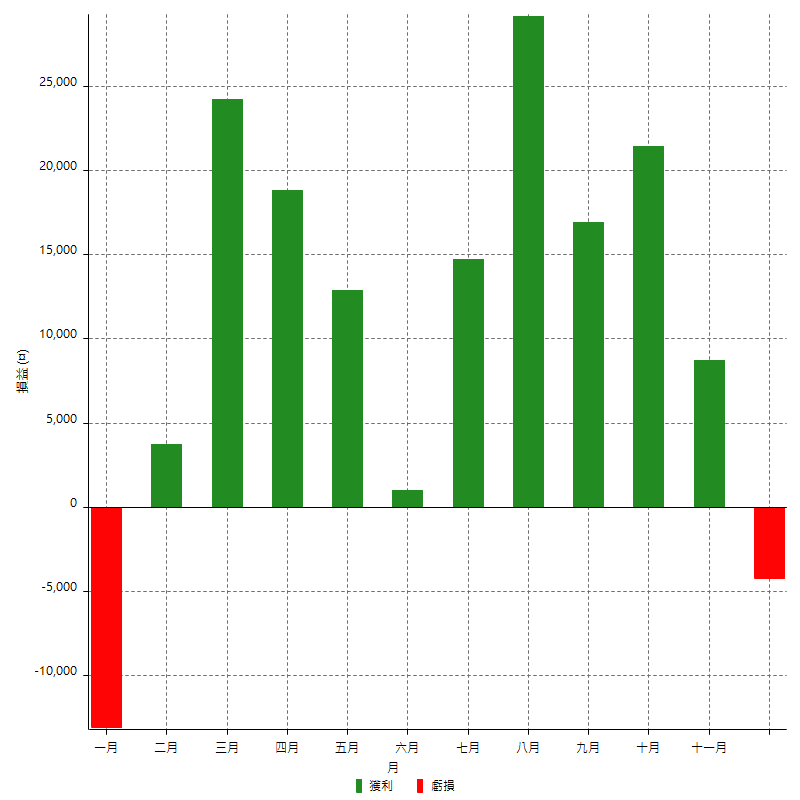 25,000
20,000
15,000
10,000
5,000
0
-5,000
-10,000
損益 (¤)
一月 二月 三月 四月 五月 六月 七月 八月 九月 十月 十一月
月
獲利 虧損